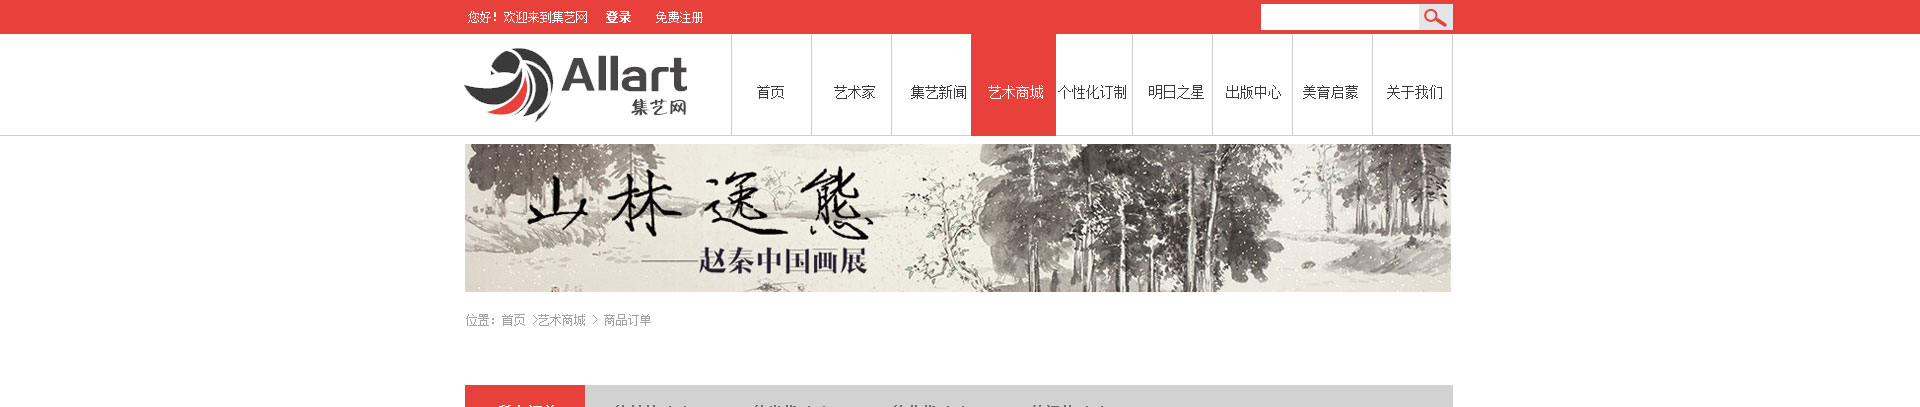 您好！欢迎来到集艺网 登录 免费注册
Allart
集艺网
首页 艺术家 集艺新闻 艺术商城 个性化订制 明日之星 出版中心 美育启蒙 关于我们
山林逸熊
——赵秦中国画展
位置：首页 >艺术商城 > 商品订单